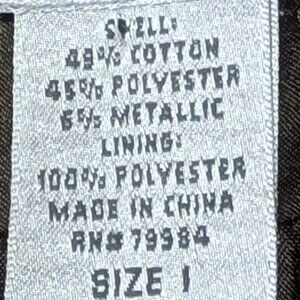 SHELL:
49% COTTON
45% POLYESTER
6% METALLIC
LINING:
100% POLYESTER
MADE IN CHINA
RN# 79984
SIZE 1